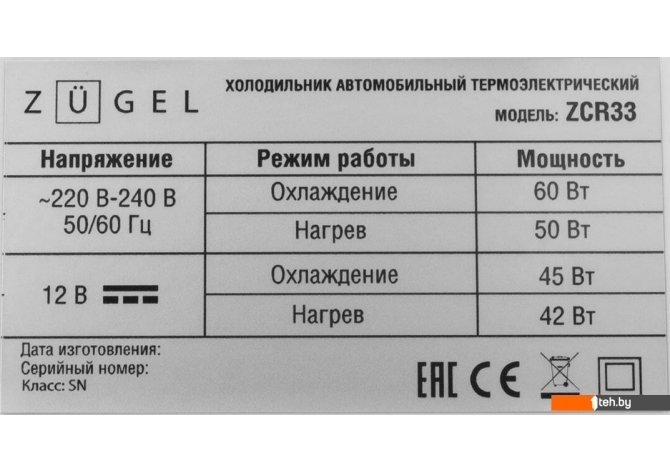 ZÜGEL
ХОЛОДИЛЬНИК АВТОМОБИЛЬНЫЙ ТЕРМОЭЛЕКТРИЧЕСКИЙ
МОДЕЛЬ: ZCR33
Напряжение Режим работы Мощность
~220 В-240 В
50/60 Гц
Охлаждение 60 Вт
Нагрев 50 Вт
12 В
Охлаждение 45 Вт
Нагрев 42 Вт
Дата изготовления:
Серийный номер:
Класс: SN
EAC CE
1teh.by